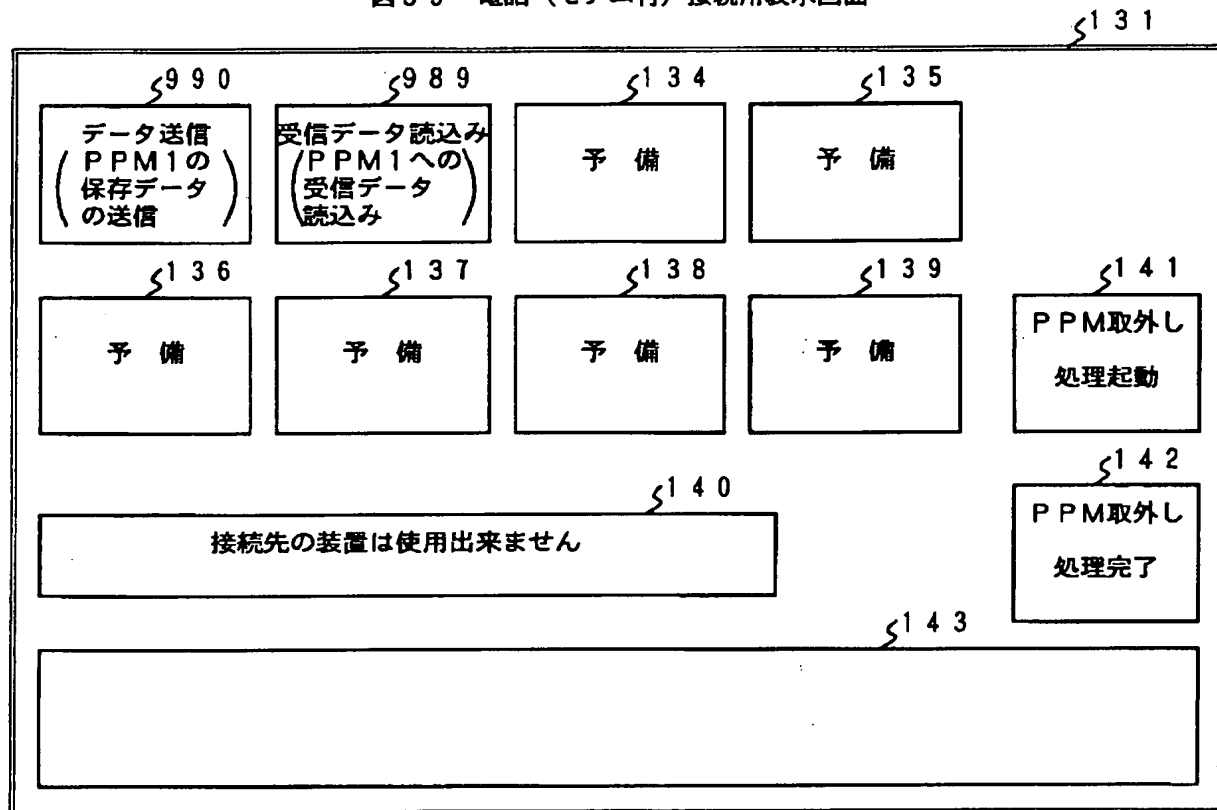 131
990 989 134 135
データ送信
(PPM1の
保存データ
の送信)
受信データ読込み
(PPM1への
受信データ
読込み)
予 備
予 備
136 137 138 139 141
予 備
予 備
予 備
予 備
PPM取外し
処理起動
140
接続先の装置は使用出来ません
142
PPM取外し
処理完了
143